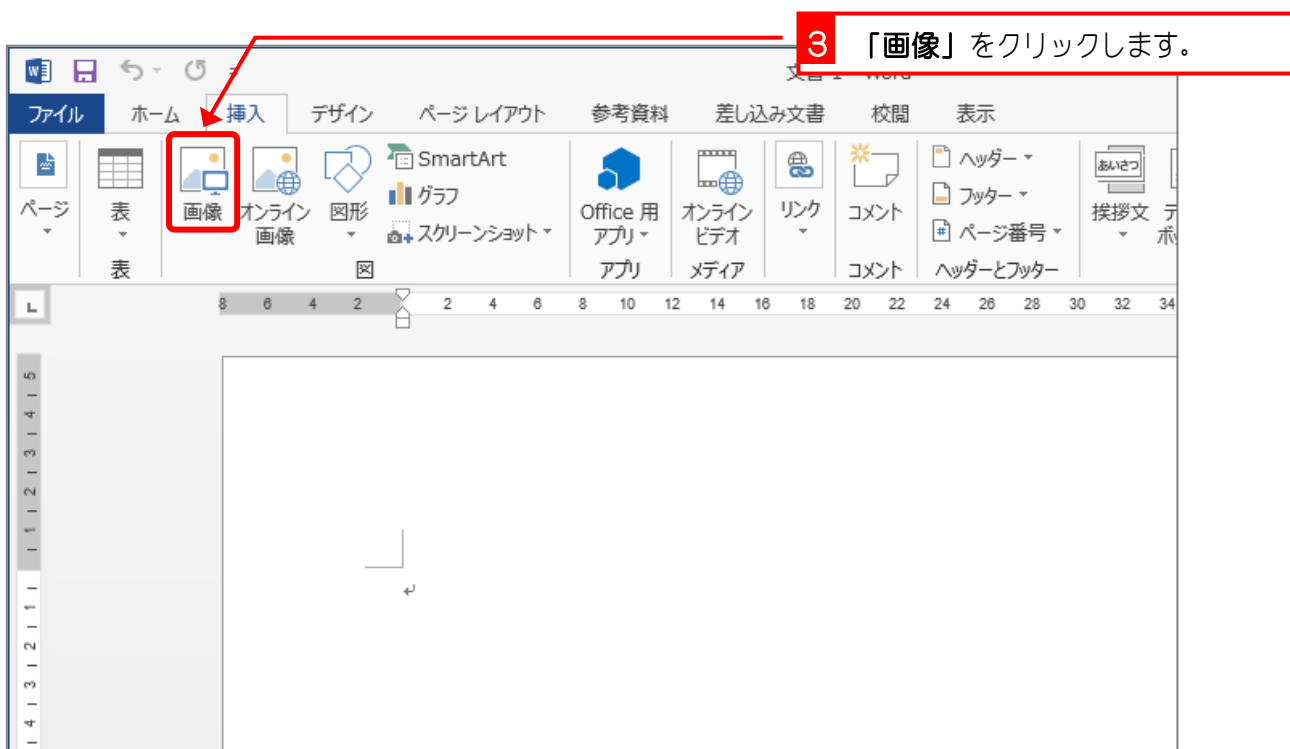 3 「画像」をクリックします。
ファイル ホーム 挿入 デザイン ページ レイアウト 参考資料 差し込み文書 校閲 表示
ページ
表
画像
オンライン
画像
図形
SmartArt
グラフ
スクリーンショット
Office 用
アプリ
オンライン
ビデオ
リンク
コメント
ヘッダー
フッター
ページ番号
あいさつ
挨拶文
表 図 アプリ メディア コメント ヘッダーとフッター
L
8 6 4 2 2 4 6 8 10 12 14 16 18 20 22 24 26 28 30 32 34
5
4
3
2
1
1
2
3
4